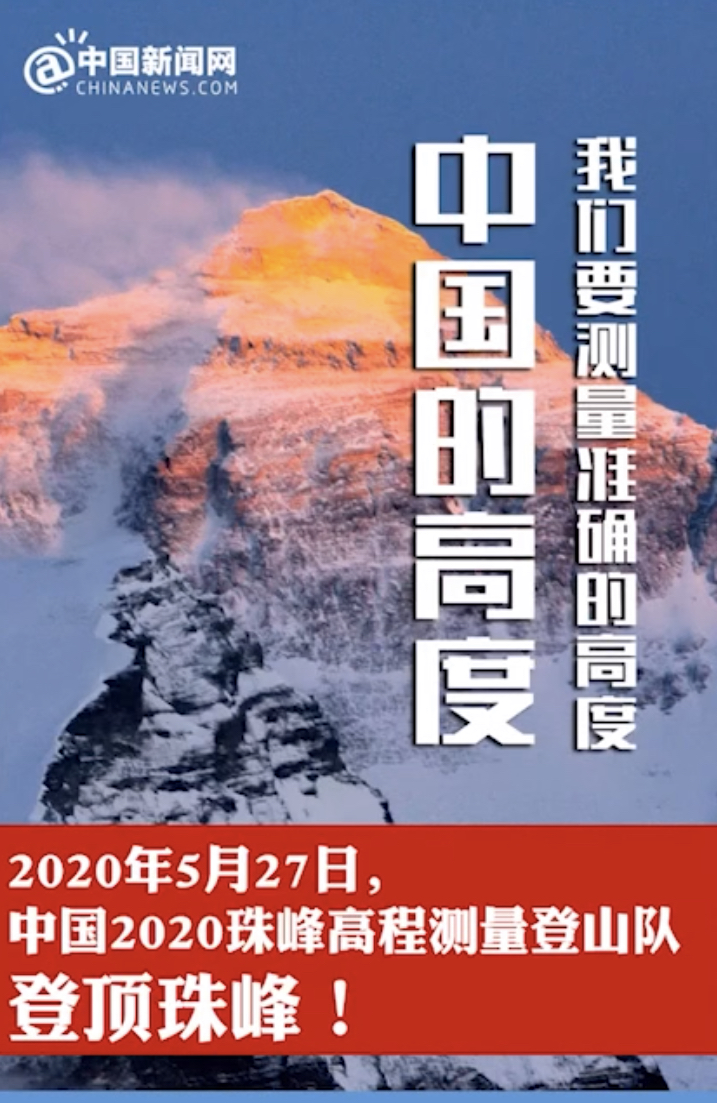 @中国新闻网
CHINANEWS.COM
我们要测量准确的高度
中国的高度
2020年5月27日，
中国2020珠峰高程测量登山队
登顶珠峰！